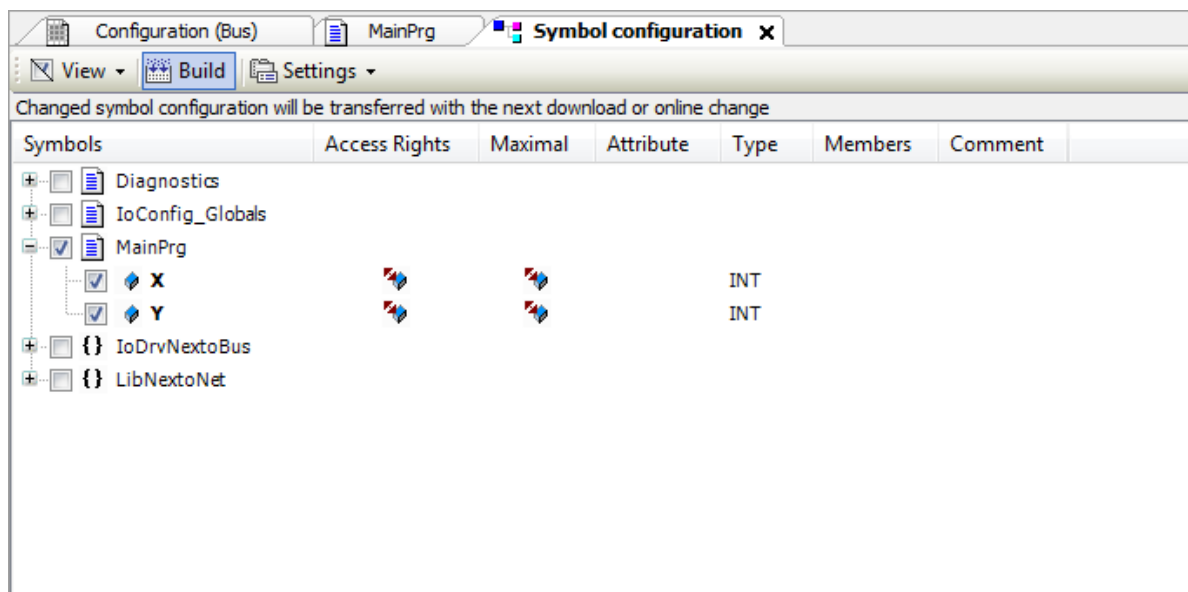 Configuration (Bus) MainPrg Symbol configuration x
View Build Settings
Changed symbol configuration will be transferred with the next download or online change
Symbols Access Rights Maximal Attribute Type Members Comment
Diagnostics
IoConfig_Globals
MainPrg
X INT
Y INT
{} IoDrvNextoBus
{} LibNextoNet